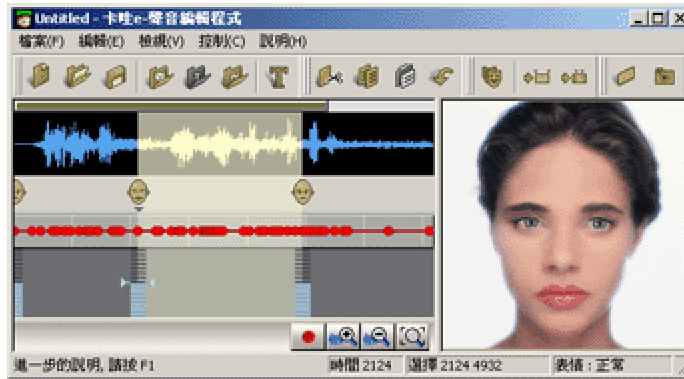 Untitled - 卡哇e-聲音編輯程式
檔案(F) 編輯(E) 檢視(V) 控制(C) 說明(H)
進一步的說明, 請按 F1 時間 2124 選擇 2124 4932 表情 : 正常